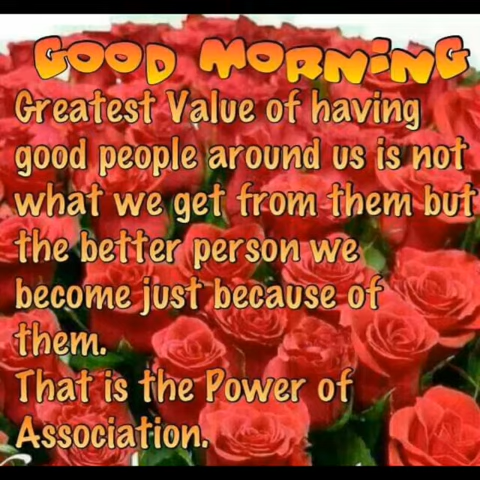 GOOD MORNiNG
Greatest Value of having
good people around us is not
what we get from them but
the better person we
become just because of
them.
That is the Power of
Association.